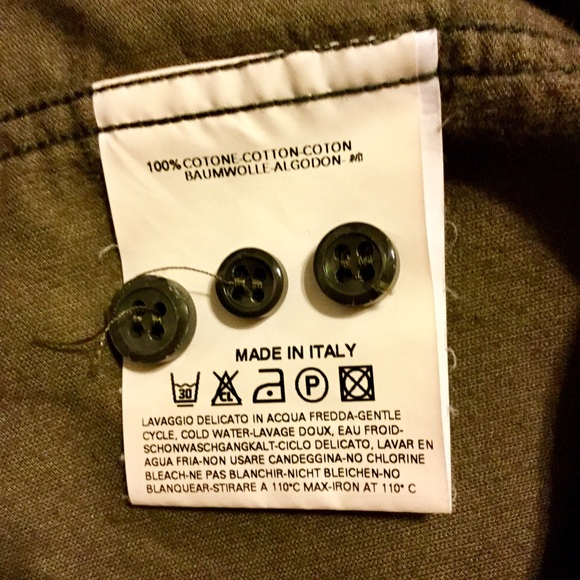 100% COTONE-COTTON-COTON
BAUMWOLLE-ALGODON-
MADE IN ITALY
30 CL P
LAVAGGIO DELICATO IN ACQUA FREDDA-GENTLE
CYCLE, COLD WATER-LAVAGE DOUX, EAU FROID-
SCHONWASCHGANGKALT-CICLO DELICATO, LAVAR EN
AGUA FRIA-NON USARE CANDEGGINA-NO CHLORINE
BLEACH-NE PAS BLANCHIR-NICHT BLEICHEN-NO
BLANQUEAR-STIRARE A 110°C MAX-IRON AT 110° C